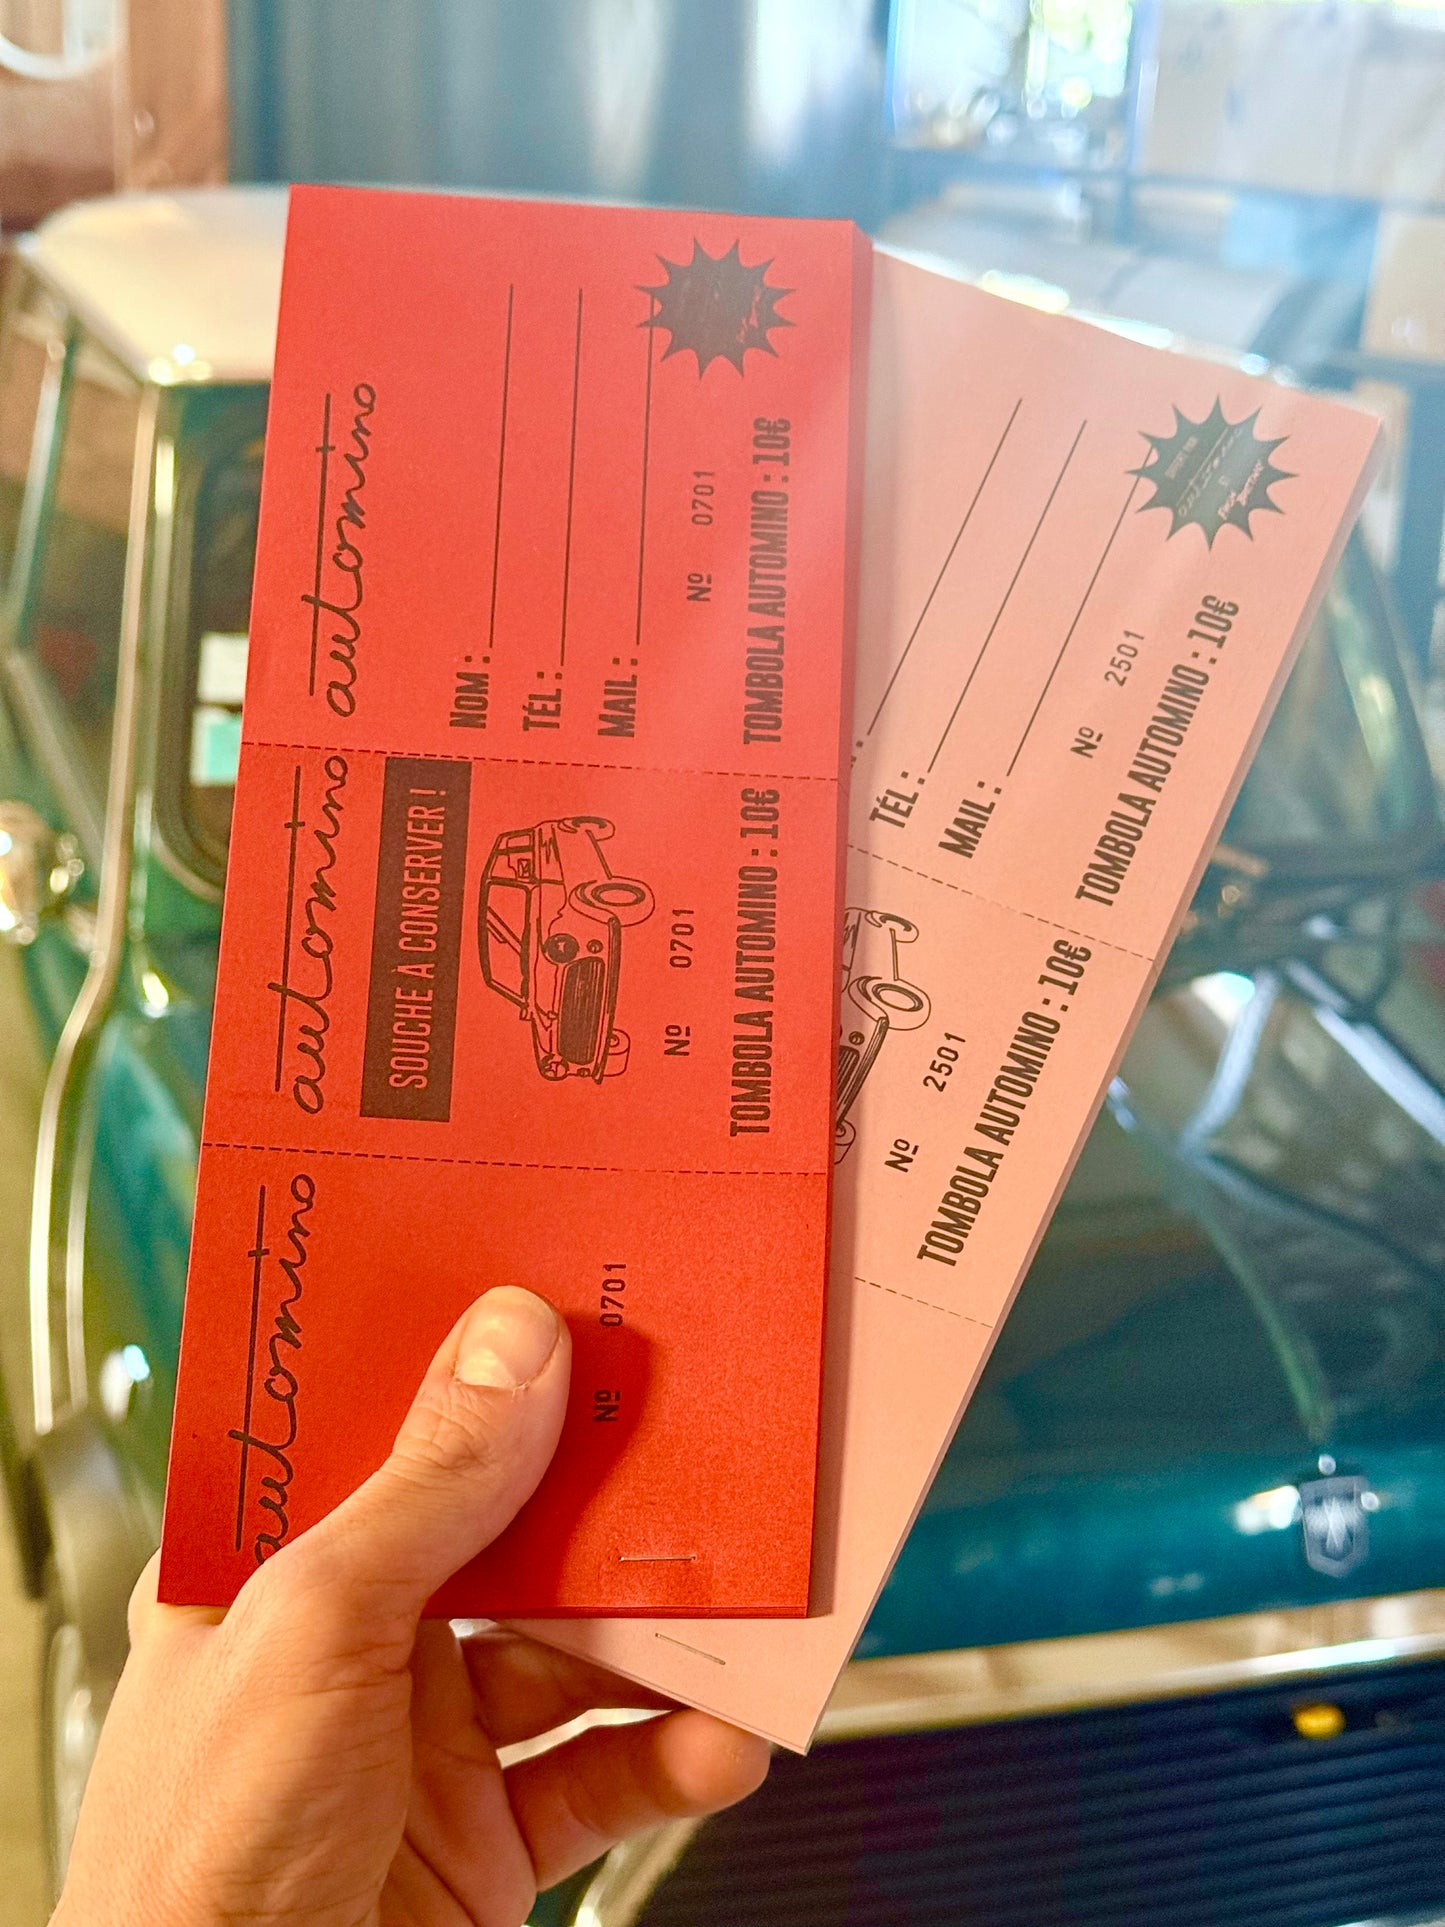 automino
NOM :
TÉL :
MAIL :
Nº 0701
TOMBOLA AUTOMINO : 10€
automino
SOUCHE À CONSERVER !
Nº 0701
TOMBOLA AUTOMINO : 10€
automino
Nº 0701
TÉL :
MAIL :
Nº 2501
TOMBOLA AUTOMINO : 10€
Nº 2501
TOMBOLA AUTOMINO : 10€